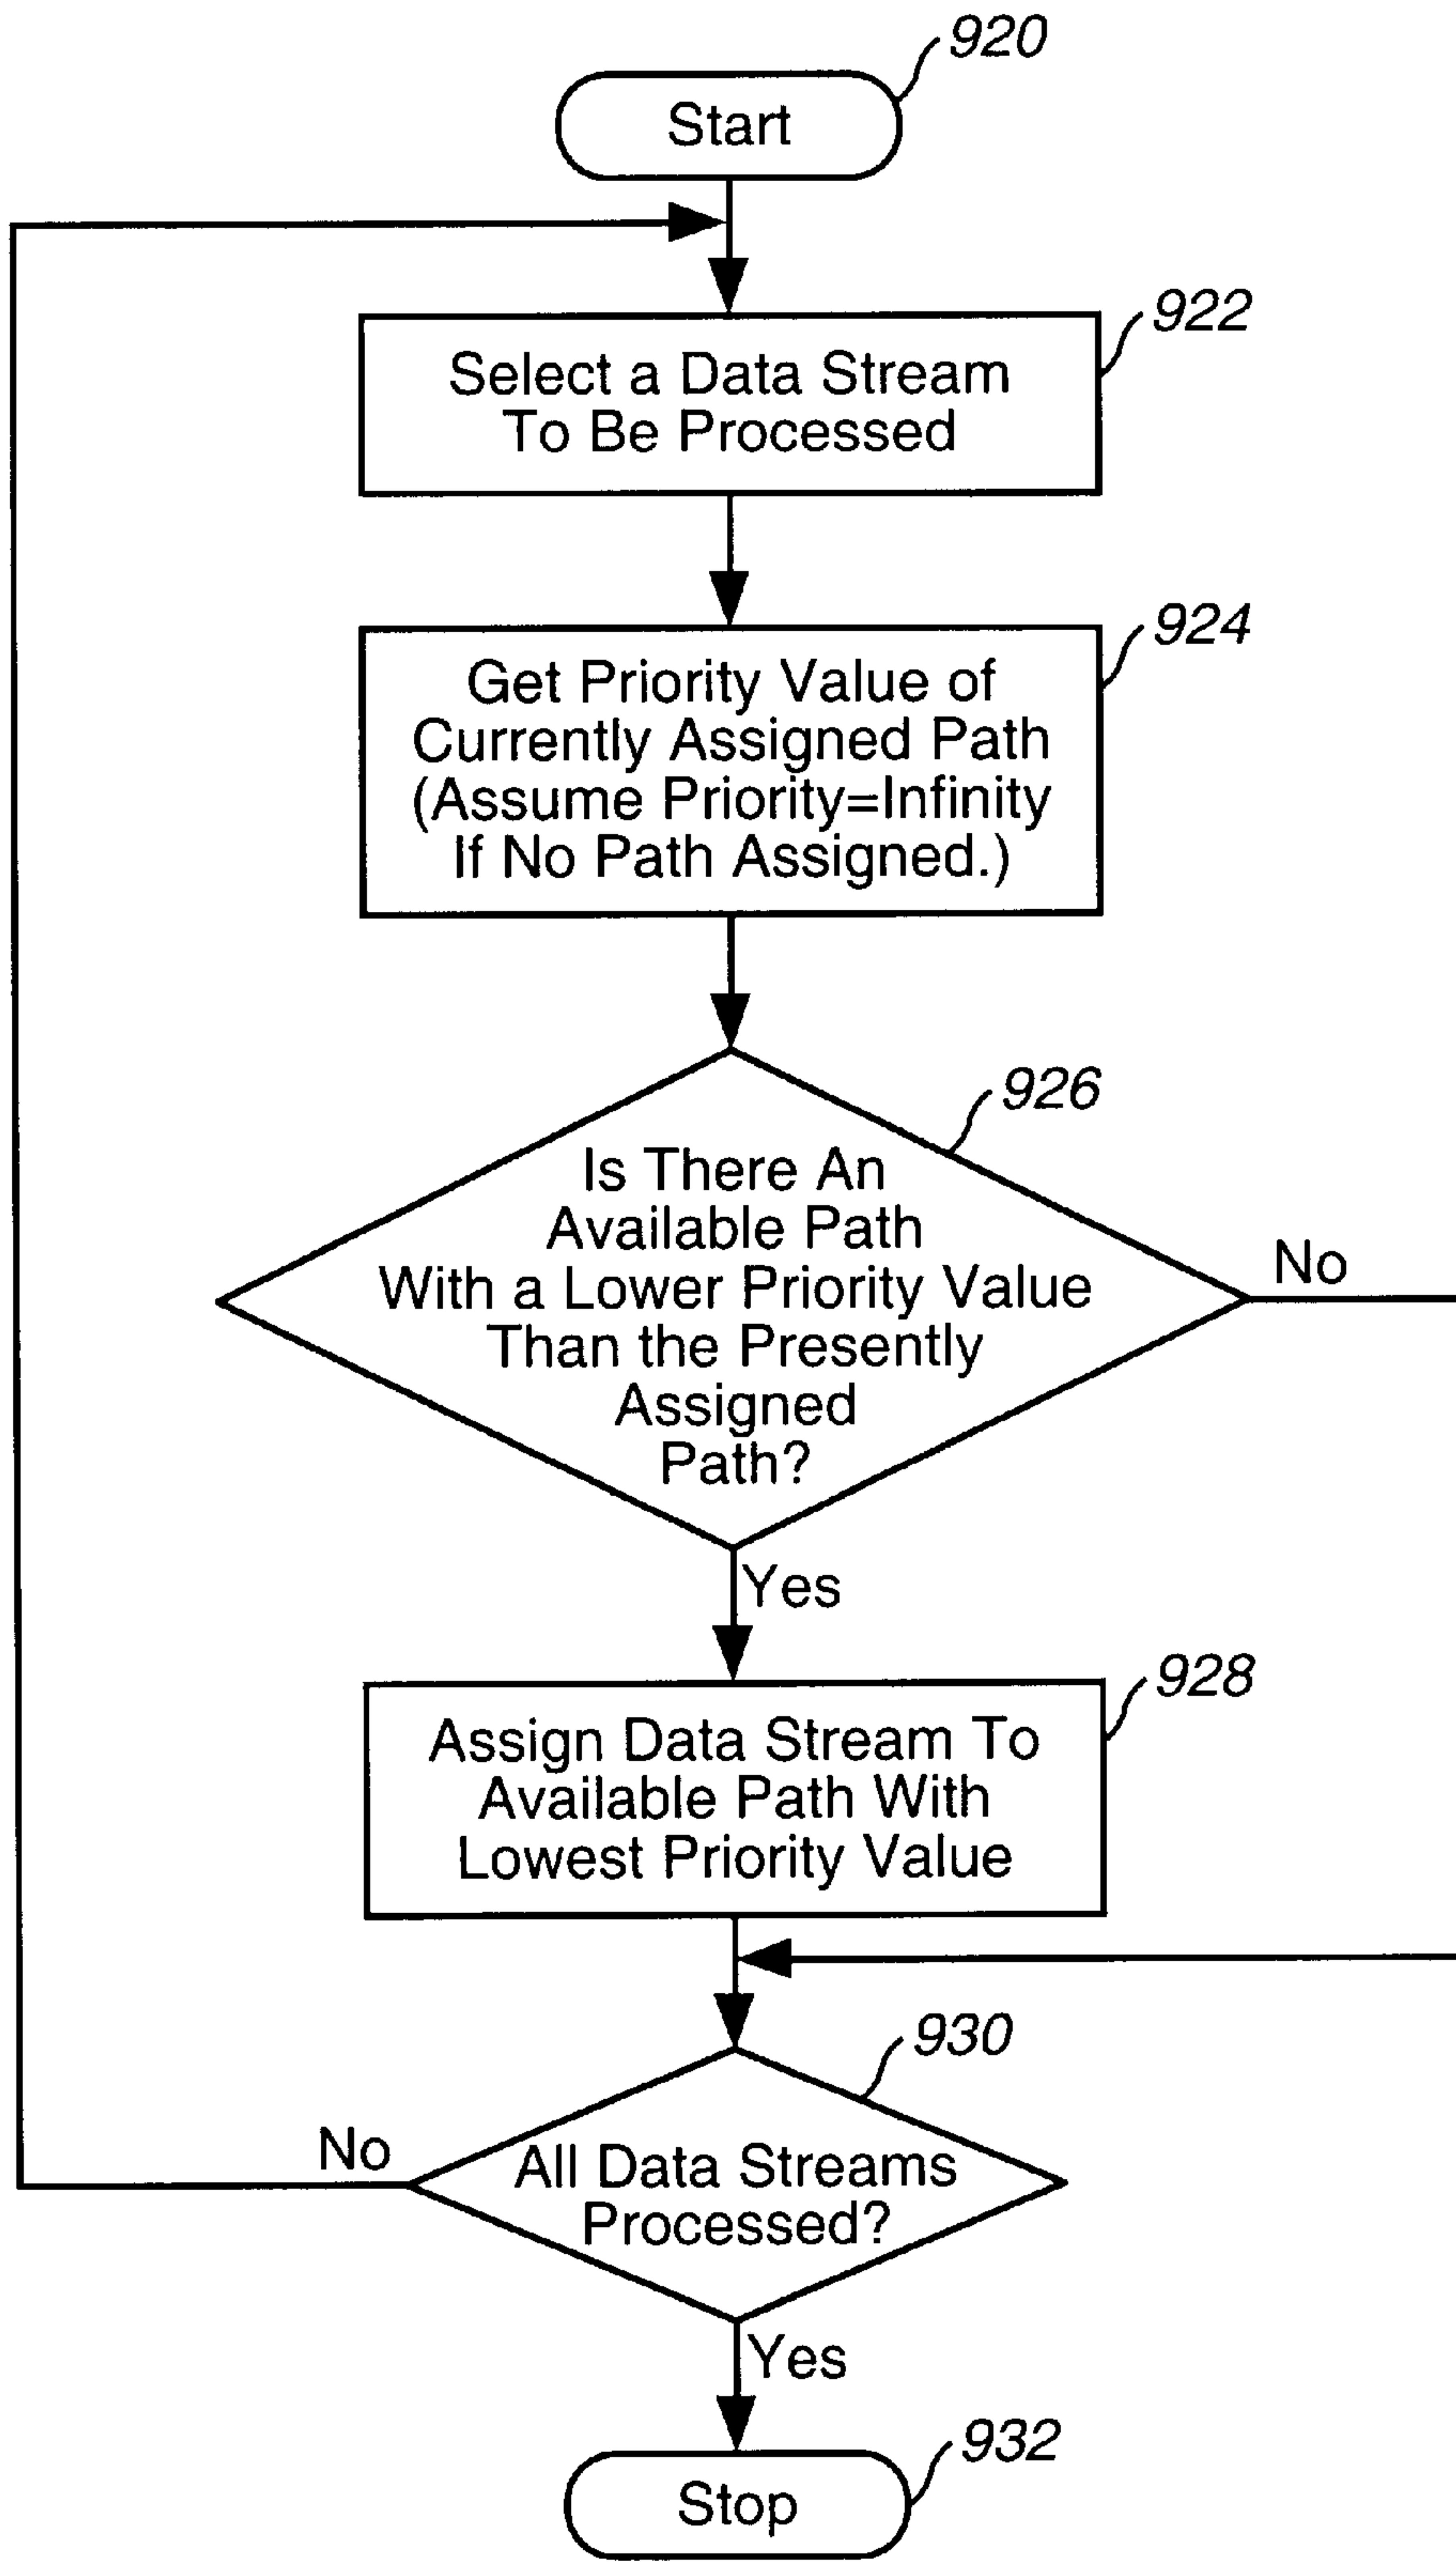 920
Start
922
Select a Data Stream
To Be Processed
924
Get Priority Value of
Currently Assigned Path
(Assume Priority=Infinity
If No Path Assigned.)
926
Is There An
Available Path
With a Lower Priority Value
Than the Presently
Assigned
Path?
No
Yes
928
Assign Data Stream To
Available Path With
Lowest Priority Value
930
No
All Data Streams
Processed?
Yes
932
Stop